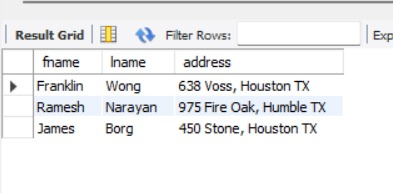 Result Grid Filter Rows: Exp
fname lname address
Franklin Wong 638 Voss, Houston TX
Ramesh Narayan 975 Fire Oak, Humble TX
James Borg 450 Stone, Houston TX